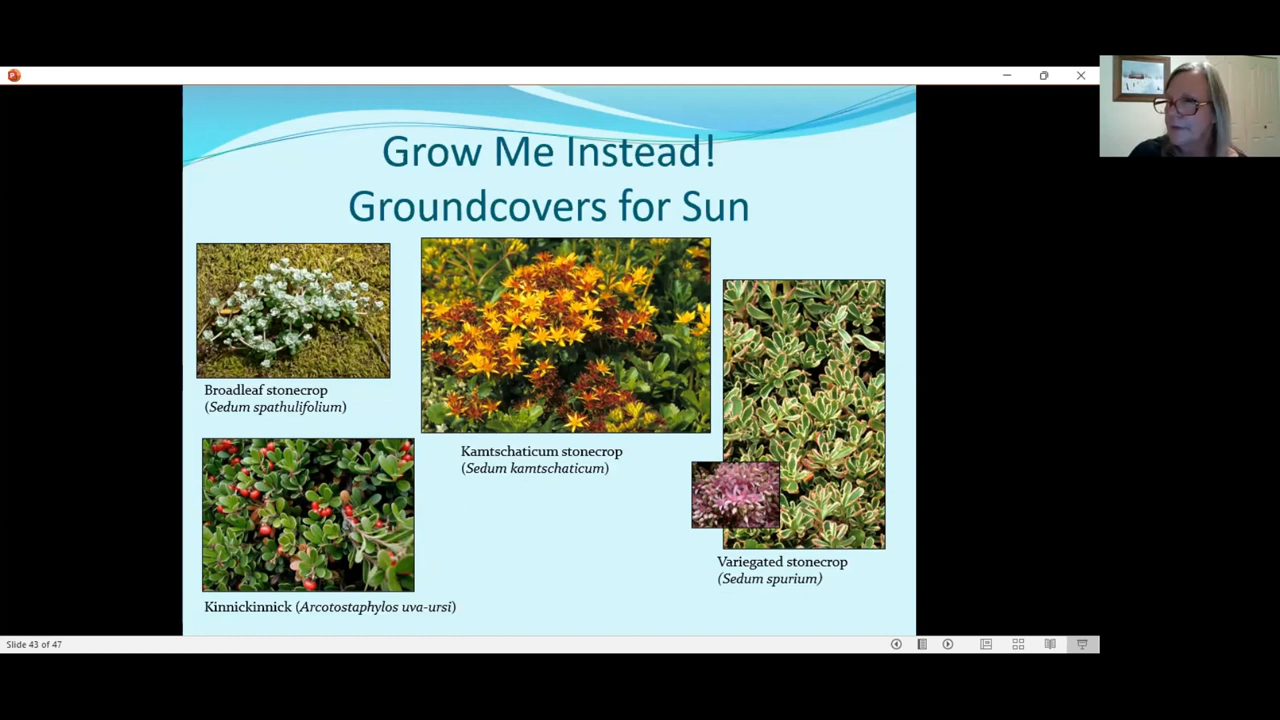 Grow Me Instead!
Groundcovers for Sun
Broadleaf stonecrop
(Sedum spathulifolium)
Kamtschaticum stonecrop
(Sedum kamtschaticum)
Variegated stonecrop
(Sedum spurium)
Kinnickinnick (Arcotostaphylos uva-ursi)
Slide 43 of 47